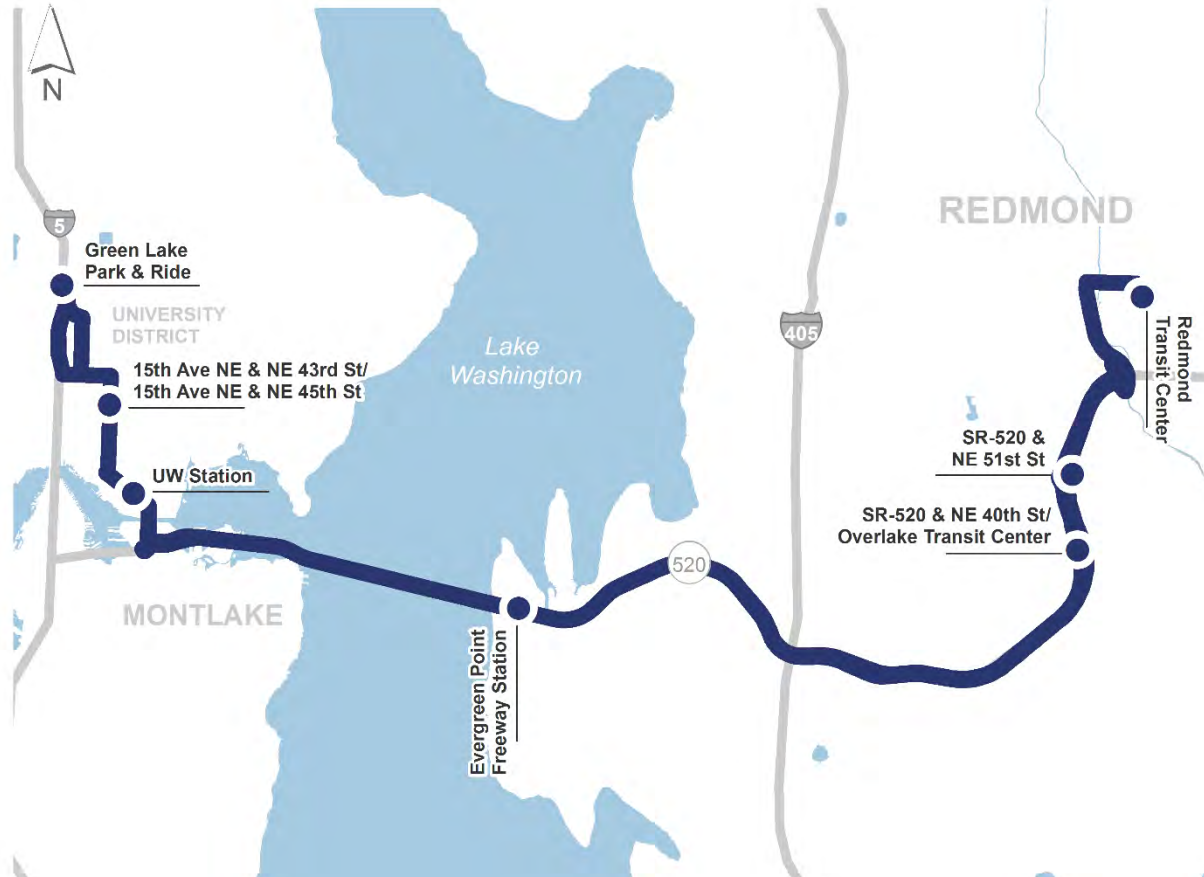 N
5
Green Lake
Park & Ride
UNIVERSITY
DISTRICT
15th Ave NE & NE 43rd St/
15th Ave NE & NE 45th St
UW Station
MONTLAKE
Lake
Washington
Evergreen Point
Freeway Station
520
405
REDMOND
Redmond
Transit Center
SR-520 &
NE 51st St
SR-520 & NE 40th St/
Overlake Transit Center